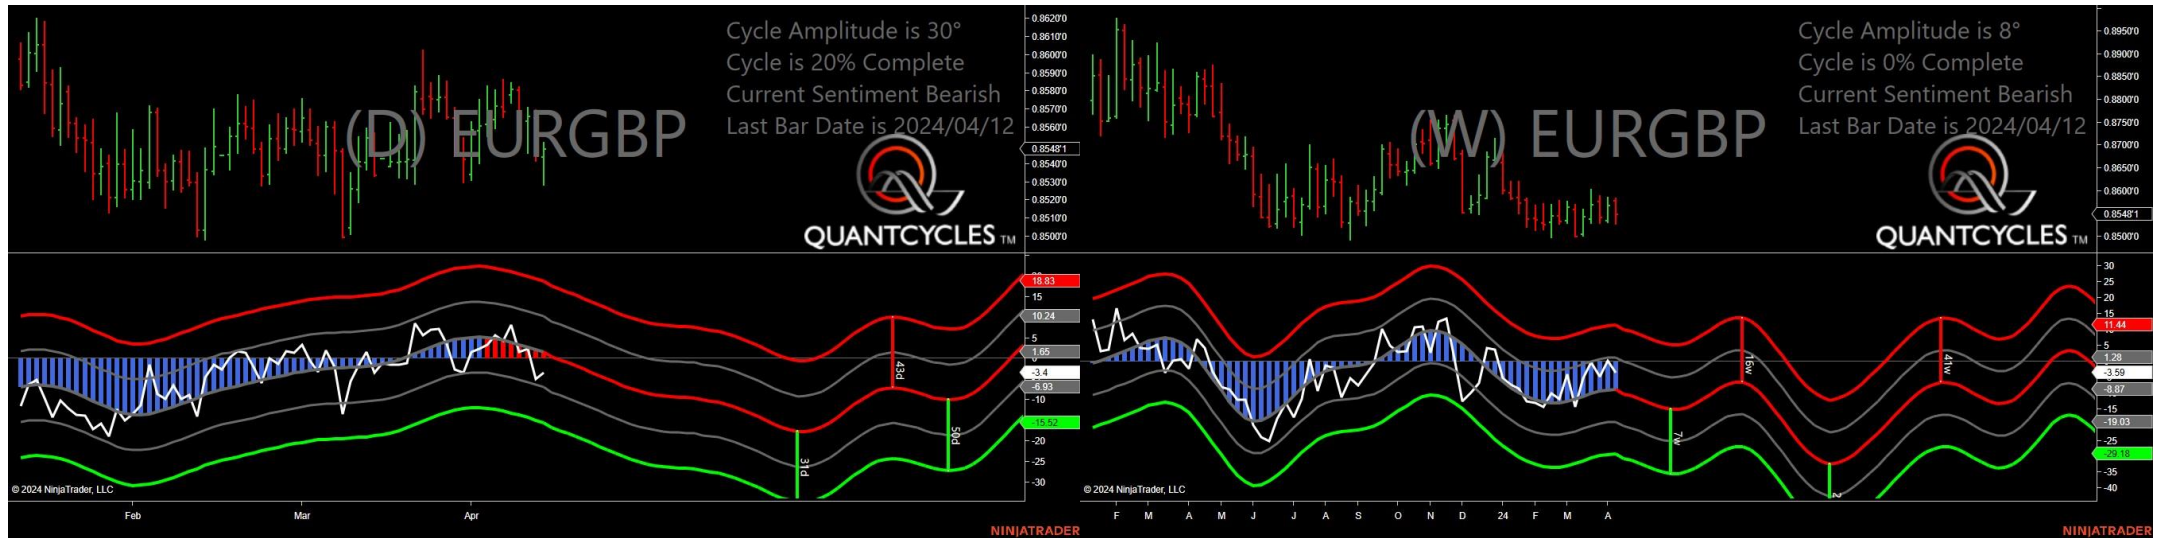 Cycle Amplitude is 30°
Cycle is 20% Complete
Current Sentiment Bearish
Last Bar Date is 2024/04/12
(D) EURGBP
QUANTCYCLES TM
0.8620'0
0.8610'0
0.8600'0
0.8590'0
0.8580'0
0.8570'0
0.8560'0
0.8548'1
0.8540'0
0.8530'0
0.8520'0
0.8510'0
0.8500'0
18.83
15
10.24
5
1.65
-3.4
-6.93
-10
-15.52
-20
-25
-30
43d
50d
31d
© 2024 NinjaTrader, LLC
Feb
Mar
Apr
NINJATRADER
Cycle Amplitude is 8°
Cycle is 0% Complete
Current Sentiment Bearish
Last Bar Date is 2024/04/12
(W) EURGBP
QUANTCYCLES TM
0.8950'0
0.8900'0
0.8850'0
0.8800'0
0.8750'0
0.8700'0
0.8650'0
0.8600'0
0.8548'1
0.8500'0
30
25
20
15
11.44
5
1.28
-3.59
-8.87
-15
-19.03
-25
-29.18
-35
-40
16w
41w
7w
2
© 2024 NinjaTrader, LLC
F
M
A
M
J
J
A
S
O
N
D
24
F
M
A
NINJATRADER